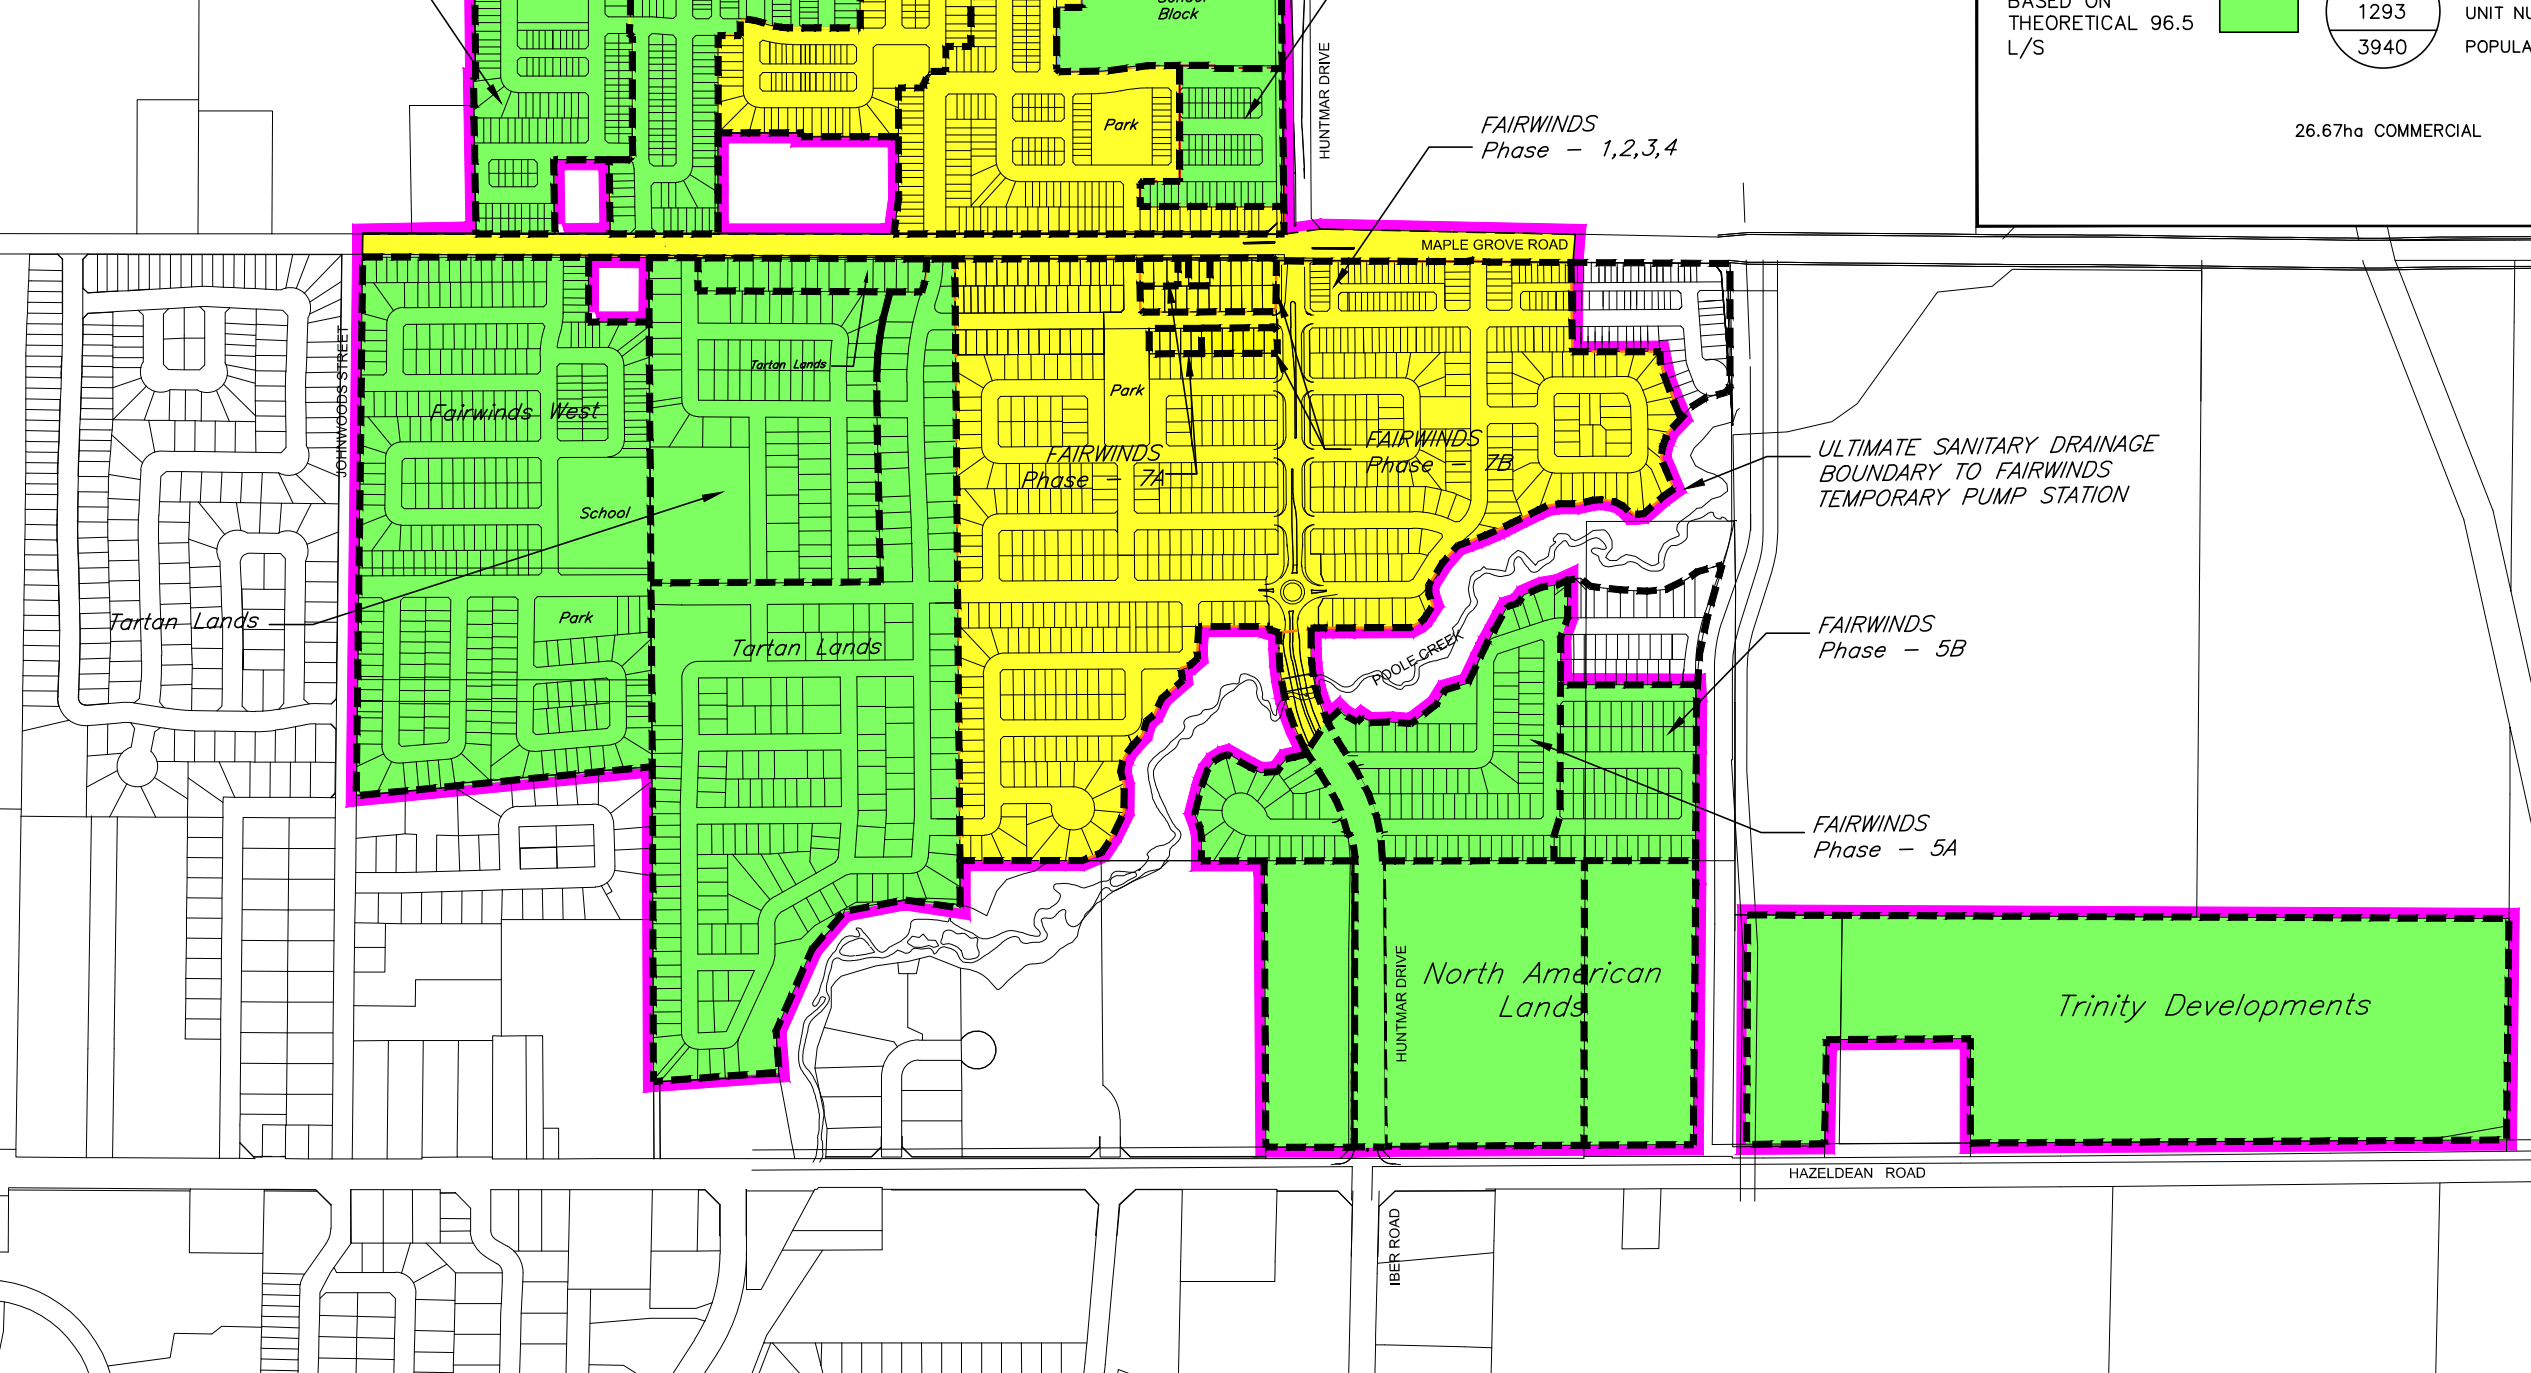 BASED ON
THEORETICAL 96.5
L/S
1293
3940
UNIT NU
POPULA
26.67ha COMMERCIAL
Block
HUNTMAR DRIVE
Park
FAIRWINDS
Phase - 1,2,3,4
MAPLE GROVE ROAD
JOHNWOODS STREET
Tartan Lands
Fairwinds West
Park
FAIRWINDS
Phase - 7A
FAIRWINDS
Phase - 7B
ULTIMATE SANITARY DRAINAGE
BOUNDARY TO FAIRWINDS
TEMPORARY PUMP STATION
School
Tartan Lands
Park
Tartan Lands
POOLE CREEK
FAIRWINDS
Phase - 5B
FAIRWINDS
Phase - 5A
HUNTMAR DRIVE
North American
Lands
Trinity Developments
HAZELDEAN ROAD
IBER ROAD